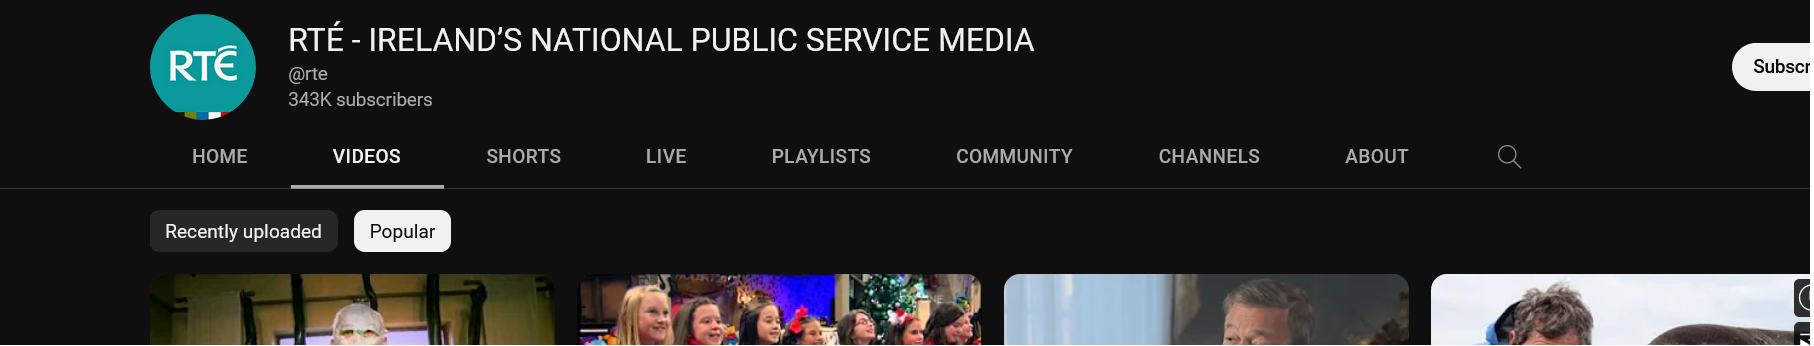 RTÉ
RTÉ - IRELAND’S NATIONAL PUBLIC SERVICE MEDIA
@rte
343K subscribers
Subscr
HOME VIDEOS SHORTS LIVE PLAYLISTS COMMUNITY CHANNELS ABOUT
Recently uploaded Popular